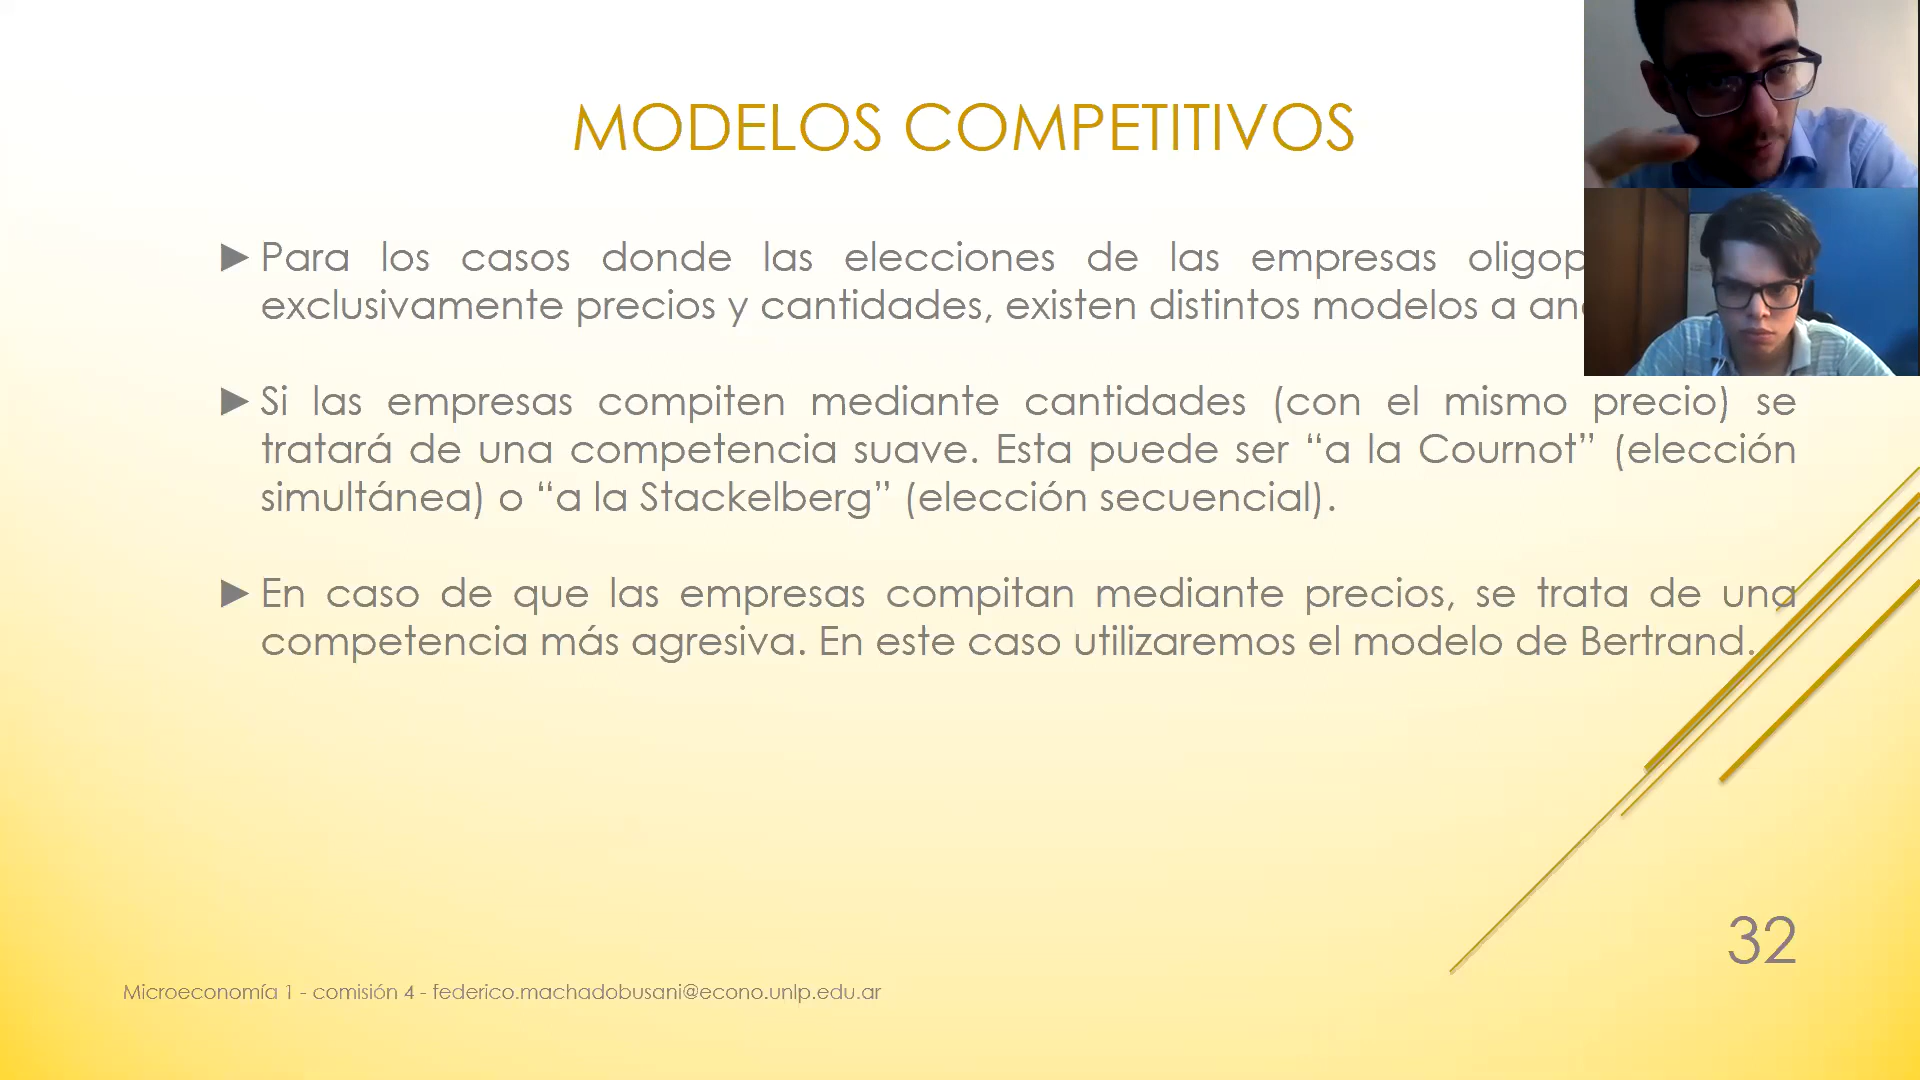 MODELOS COMPETITIVOS
Para los casos donde las elecciones de las empresas
exclusivamente precios y cantidades, existen distintos modelos a
Si las empresas compiten mediante cantidades (con el mismo precio) se
tratará de una competencia suave. Esta puede ser “a la Cournot” (elección
simultánea) o “a la Stackelberg” (elección secuencial).
En caso de que las empresas compitan mediante precios, se trata de una
competencia más agresiva. En este caso utilizaremos el modelo de Bertrand.
32
Microeconomía 1 - comisión 4 - federico.machadobusani@econo.unlp.edu.ar